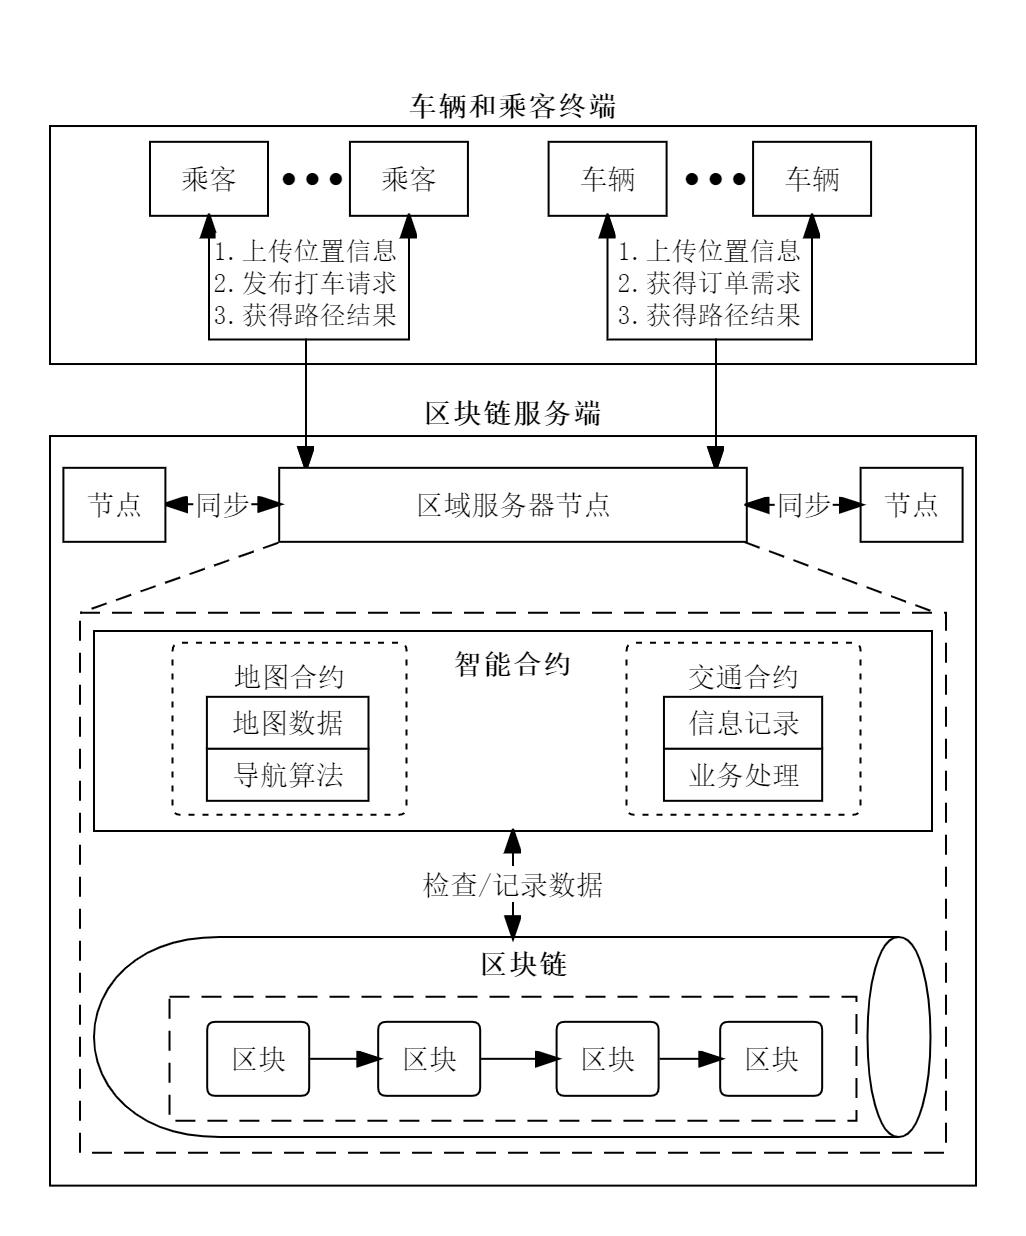 车辆和乘客终端
乘客
乘客
车辆
车辆
1.上传位置信息
2.发布打车请求
3.获得路径结果
1.上传位置信息
2.获得订单需求
3.获得路径结果
区块链服务端
节点
同步
区域服务器节点
同步
节点
智能合约
地图合约
地图数据
导航算法
交通合约
信息记录
业务处理
检查/记录数据
区块链
区块
区块
区块
区块